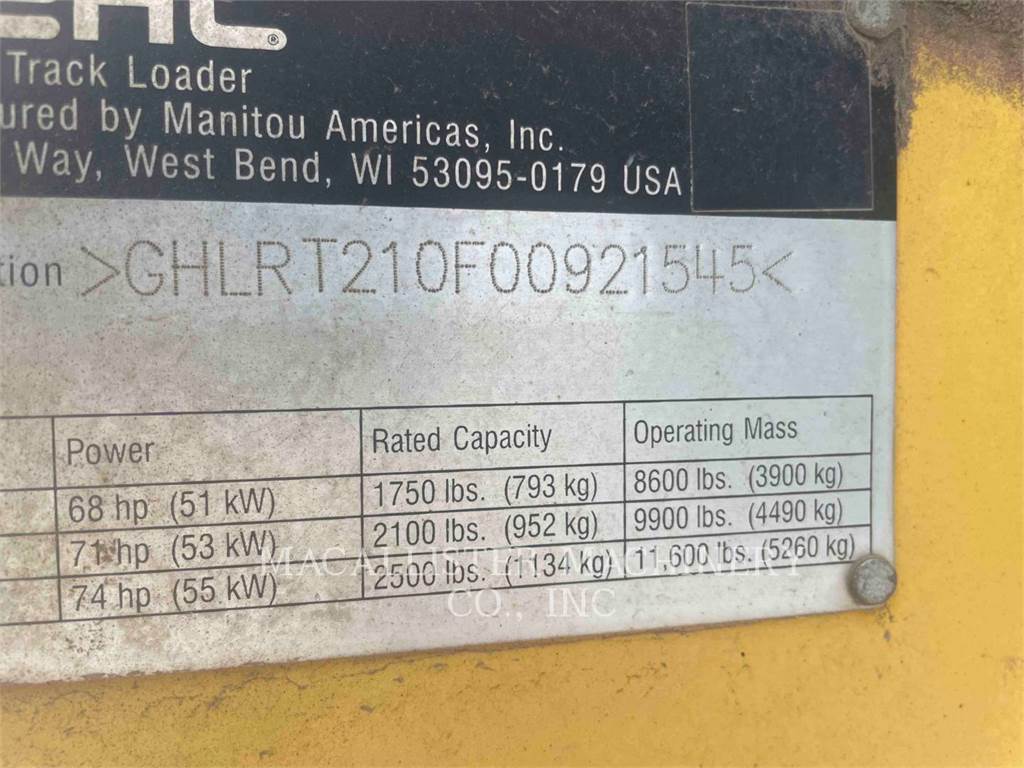 EHL®
Track Loader
ured by Manitou Americas, Inc.
Way, West Bend, WI 53095-0179 USA
tion >GHLRT210F00921545<
Power Rated Capacity Operating Mass
68 hp (51 kW) 1750 lbs. (793 kg) 8600 lbs. (3900 kg)
71 hp (53 kW) 2100 lbs. (952 kg) 9900 lbs. (4490 kg)
74 hp (55 kW) 2500 lbs. (1134 kg) 11,600 lbs. (5260 kg)
MACALLISTER MACHINERY
CO., INC